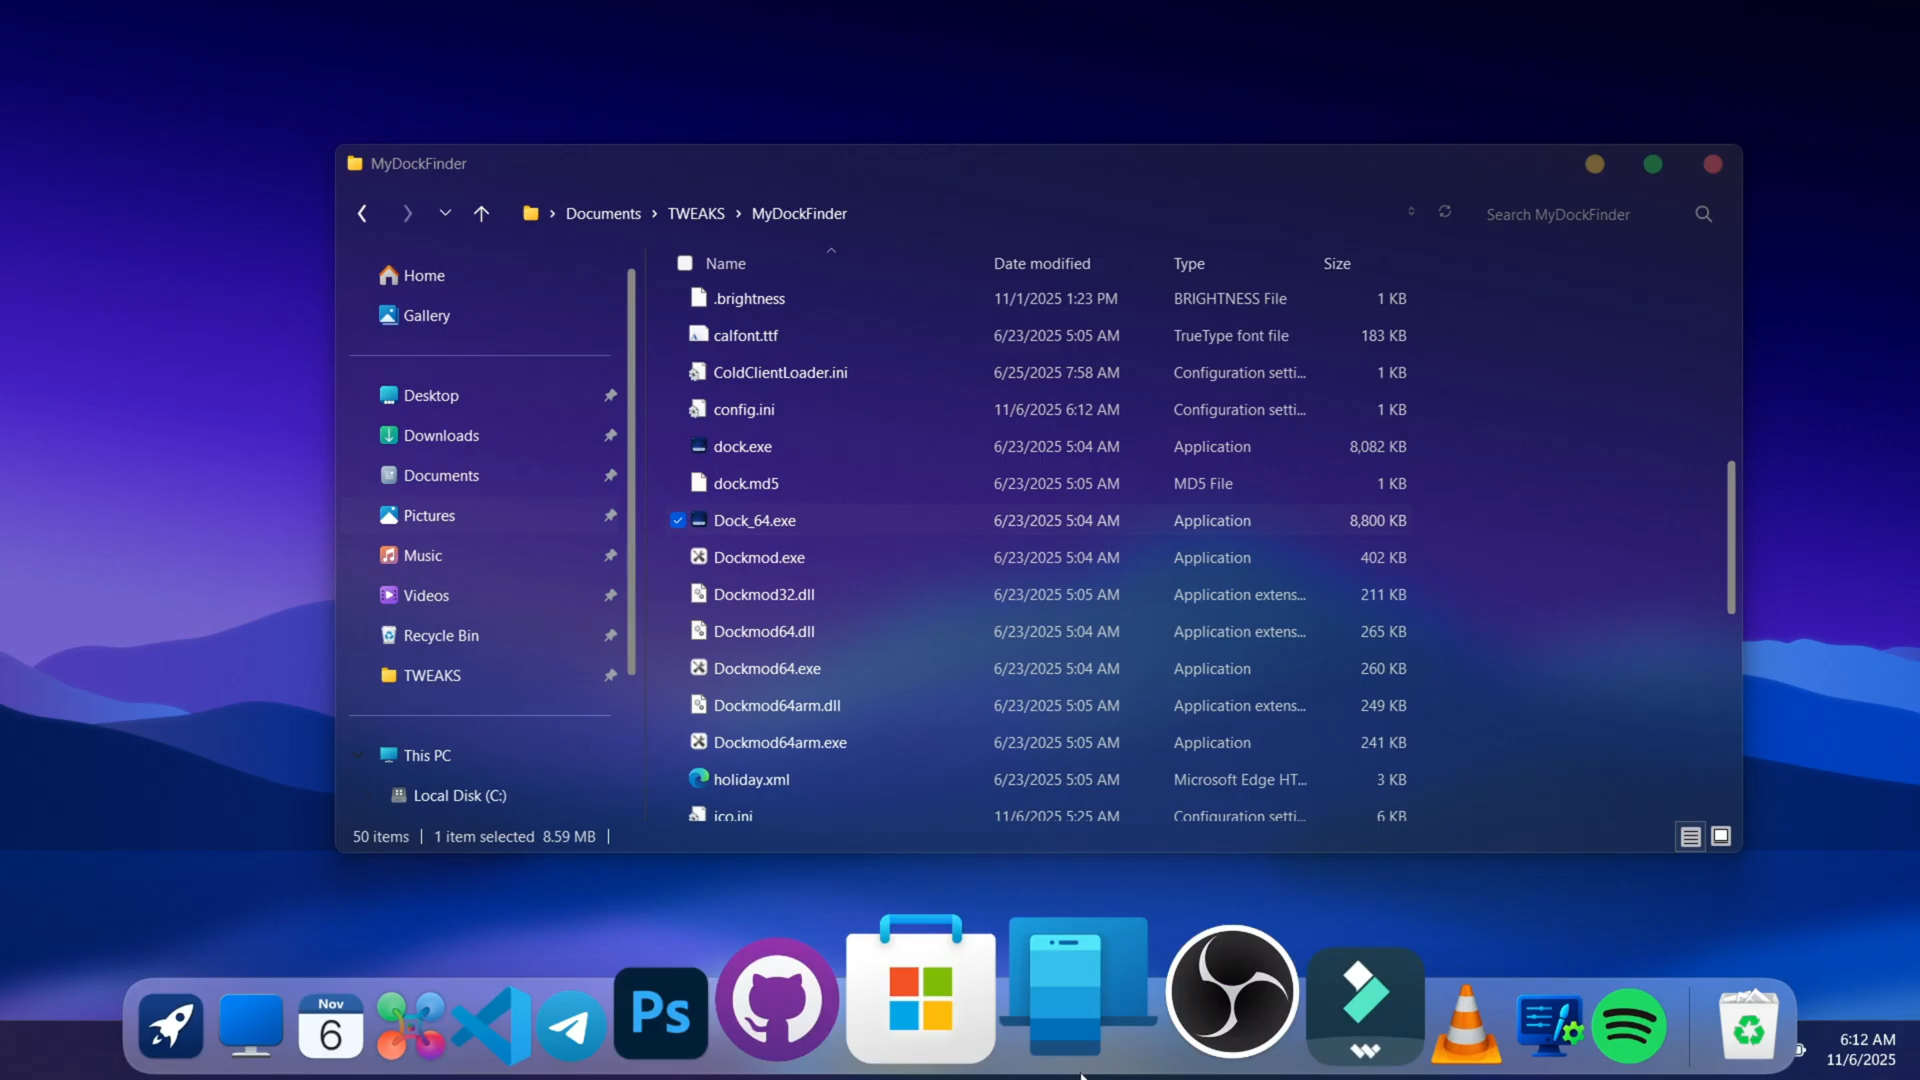 MyDockFinder
Documents > TWEAKS > MyDockFinder
Search MyDockFinder
Name Date modified Type Size
Home
Gallery
Desktop
Downloads
Documents
Pictures
Music
Videos
Recycle Bin
TWEAKS
This PC
Local Disk (C:)
.brightness 11/1/2025 1:23 PM BRIGHTNESS File 1 KB
calfont.ttf 6/23/2025 5:05 AM TrueType font file 183 KB
ColdClientLoader.ini 6/25/2025 7:58 AM Configuration setti... 1 KB
config.ini 11/6/2025 6:12 AM Configuration setti... 1 KB
dock.exe 6/23/2025 5:04 AM Application 8,082 KB
dock.md5 6/23/2025 5:05 AM MD5 File 1 KB
Dock_64.exe 6/23/2025 5:04 AM Application 8,800 KB
Dockmod.exe 6/23/2025 5:04 AM Application 402 KB
Dockmod32.dll 6/23/2025 5:05 AM Application extens... 211 KB
Dockmod64.dll 6/23/2025 5:04 AM Application extens... 265 KB
Dockmod64.exe 6/23/2025 5:04 AM Application 260 KB
Dockmod64arm.dll 6/23/2025 5:05 AM Application extens... 249 KB
Dockmod64arm.exe 6/23/2025 5:05 AM Application 241 KB
holiday.xml 6/23/2025 5:05 AM Microsoft Edge HT... 3 KB
ico.ini 11/6/2025 5:25 AM Configuration setti... 6 KB
50 items | 1 item selected 8.59 MB |
Nov
6
Ps
6:12 AM
11/6/2025